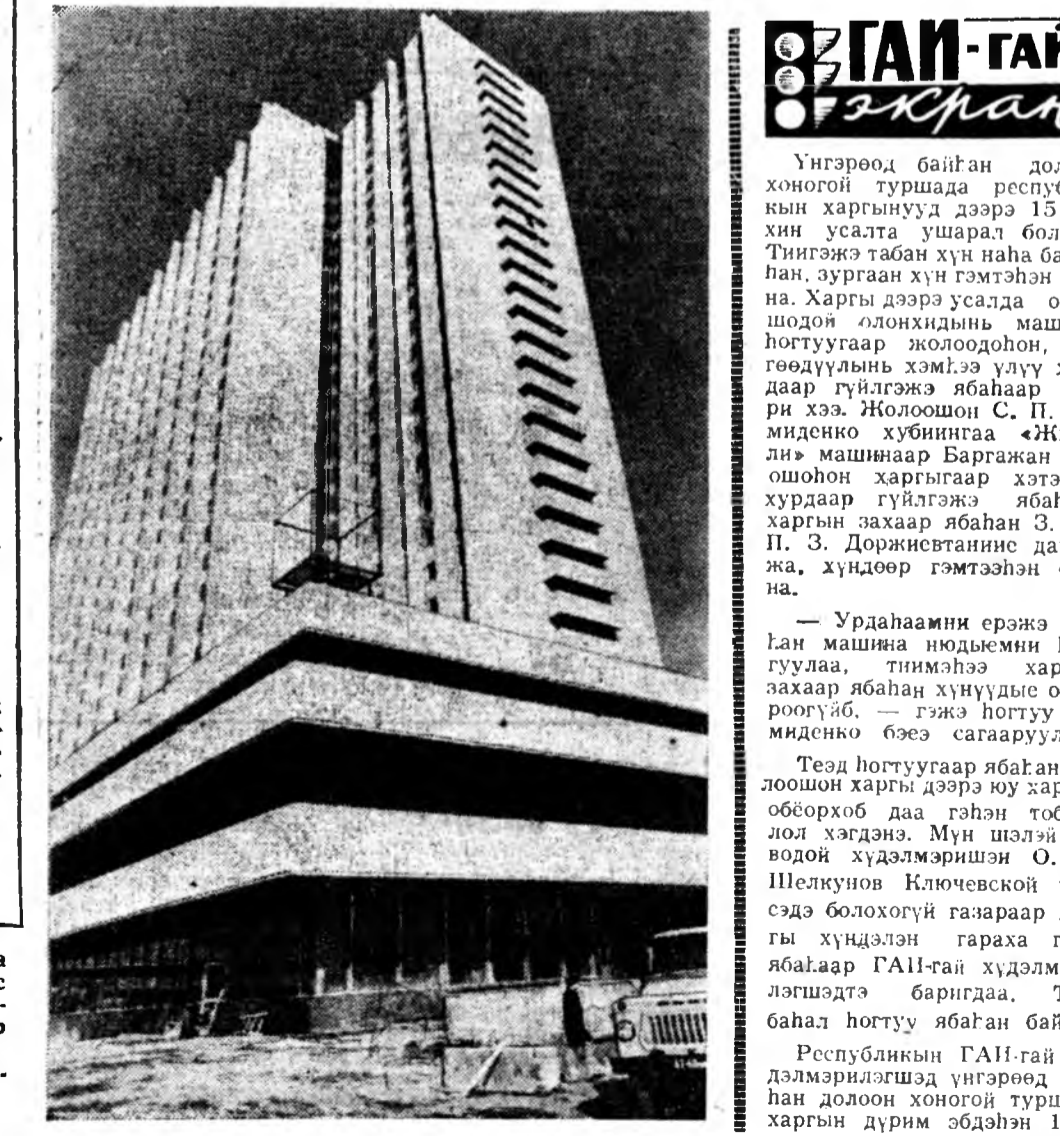 ГАИ-ГАЙ
экран
Үнгэрөөд байһан дол
хоногой туршада респуб
кын харгынууд дээрэ 15
хин усалта ушарал бол
Тиигэжэ табан хүн наһа ба
һан, зургаан хүн гэмтэһэн
на. Харгы дээрэ усалда о
шодой олонхидынь маш
һогтуугаар жолоодоһон,
гөөдүүлынь хэмһээ үлүү х
даар гүйлгэжэ ябаһаар
ри хээ. Жолоошон С. П.
миденко хубиингаа «Ж
ли» машинаар Баргажан
ошоһон харгыгаар хэтэ
хурдаар гүйлгэжэ ябаһ
харгын захаар ябаһан З.
П. З. Доржиевтаниие да
жа, хүндөөр гэмтээһэн
на.
— Урдаһаамни ерэжэ
һан машина нюдыемни
гуулаа, тиимэһээ хар
захаар ябаһан хүнүүдые о
роогүйб, — гэжэ һогтуу
миденко бэеэ сагааруул
Теэд һогтуугаар ябаһан
лоошон харгы дээрэ юу хар
обёорхоб даа гэһэн тоб
лол хэгдэнэ. Мүн шэлэй
водой хүдэлмэришэн О.
Шелкунов Ключевской
сэдэ болохогүй газараар
гы хүндэлэн гараха г
ябаһаар ГАИ-гай хүдэлм
лэгшэдтэ баригдаа. Т
баһал һогтуу ябаһан бай
Республикын ГАИ-гай
дэлмэрилэгшэд үнгэрөөд
һан долоон хоногой турш
харгын дүрим эбдэһэн 1
а
с
-
р
-